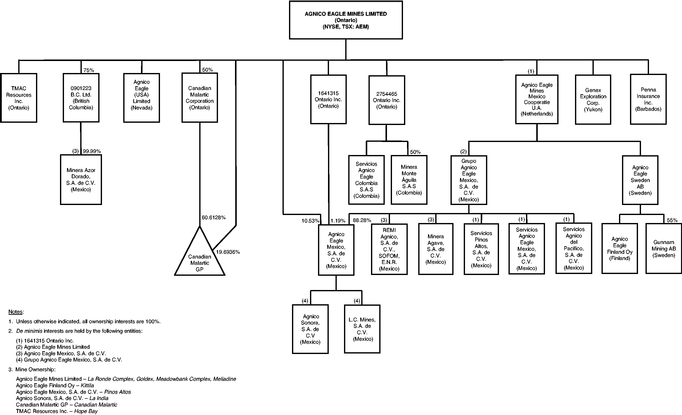 AGNICO EAGLE MINES LIMITED
(Ontario)
(NYSE, TSX: AEM)
TMAC
Resources
Inc.
(Ontario)
75%
0901223
B.C. Ltd.
(British
Columbia)
Agnico
Eagle
(USA)
Limited
(Nevada)
50%
Canadian
Malartic
Corporation
(Ontario)
1641315
Ontario Inc.
(Ontario)
2754465
Ontario Inc.
(Ontario)
(1)
Agnico Eagle
Mines
Mexico
Cooperatie
U.A.
(Netherlands)
Genex
Exploration
Corp.
(Yukon)
Penna
Insurance
Inc.
(Barbados)
(3) 99.99%
Minera Azor
Dorado,
S.A. de C.V.
(Mexico)
Servicios
Agnico
Eagle
Colombia
S.A.S
(Colombia)
50%
Minera
Monte
Águila
S.A.S
(Colombia)
(2)
Grupo
Agnico
Eagle
Mexico,
S.A. de
C.V.
(Mexico)
Agnico
Eagle
Sweden
AB
(Sweden)
60.6128%
19.6936%
Canadian
Malartic
GP
10.53%
1.19%
88.28%
Agnico
Eagle
Mexico,
S.A. de
C.V.
(Mexico)
(3)
REMI
Agnico,
S.A. de
C.V.,
SOFOM,
E.N.R.
(Mexico)
(3)
Minera
Agave,
S.A. de
C.V.
(Mexico)
(1)
Servicios
Pinos
Altos,
S.A. de
C.V.
(Mexico)
(1)
Servicios
Agnico
Eagle
Mexico,
S.A. de
C.V.
(Mexico)
(1)
Servicios
Agnico
del
Pacifico,
S.A. de
C.V.
(Mexico)
Agnico
Eagle
Finland Oy
(Finland)
55%
Gunnarn
Mining AB
(Sweden)
(4)
Agnico
Sonora,
S.A. de
C.V
(Mexico)
(4)
L.C. Mines,
S.A. de
C.V.
(Mexico)
Notes:
1. Unless otherwise indicated, all ownership interests are 100%.
2. De minimis interests are held by the following entities:
(1) 1641315 Ontario Inc.
(2) Agnico Eagle Mines Limited
(3) Agnico Eagle Mexico, S.A. de C.V.
(4) Grupo Agnico Eagle Mexico, S.A. de C.V.
3. Mine Ownership:
Agnico Eagle Mines Limited – La Ronde Complex, Goldex, Meadowbank Complex, Meliadine
Agnico Eagle Finland Oy – Kittila
Agnico Eagle Mexico, S.A. de C.V. – Pinos Altos
Agnico Sonora, S.A. de C.V. – La India
Canadian Malartic GP – Canadian Malartic
TMAC Resources Inc. – Hope Bay